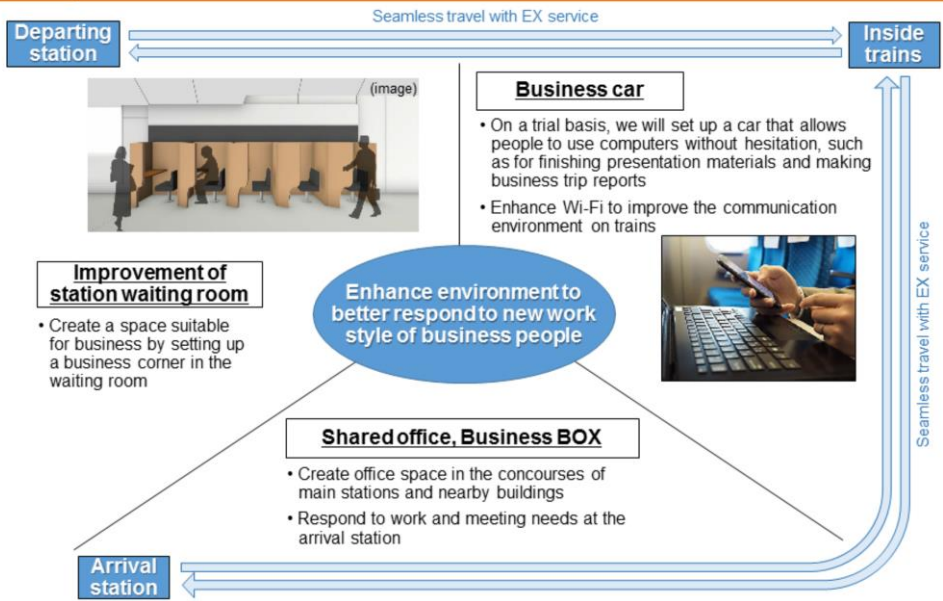 Seamless travel with EX service
Departing
station
Inside
trains
(image)
Business car
• On a trial basis, we will set up a car that allows
people to use computers without hesitation, such
as for finishing presentation materials and making
business trip reports
• Enhance Wi-Fi to improve the communication
environment on trains
Improvement of
station waiting room
• Create a space suitable
for business by setting up
a business corner in the
waiting room
Enhance environment to
better respond to new work
style of business people
Seamless travel with EX service
Shared office, Business BOX
• Create office space in the concourses of
main stations and nearby buildings
• Respond to work and meeting needs at the
arrival station
Arrival
station